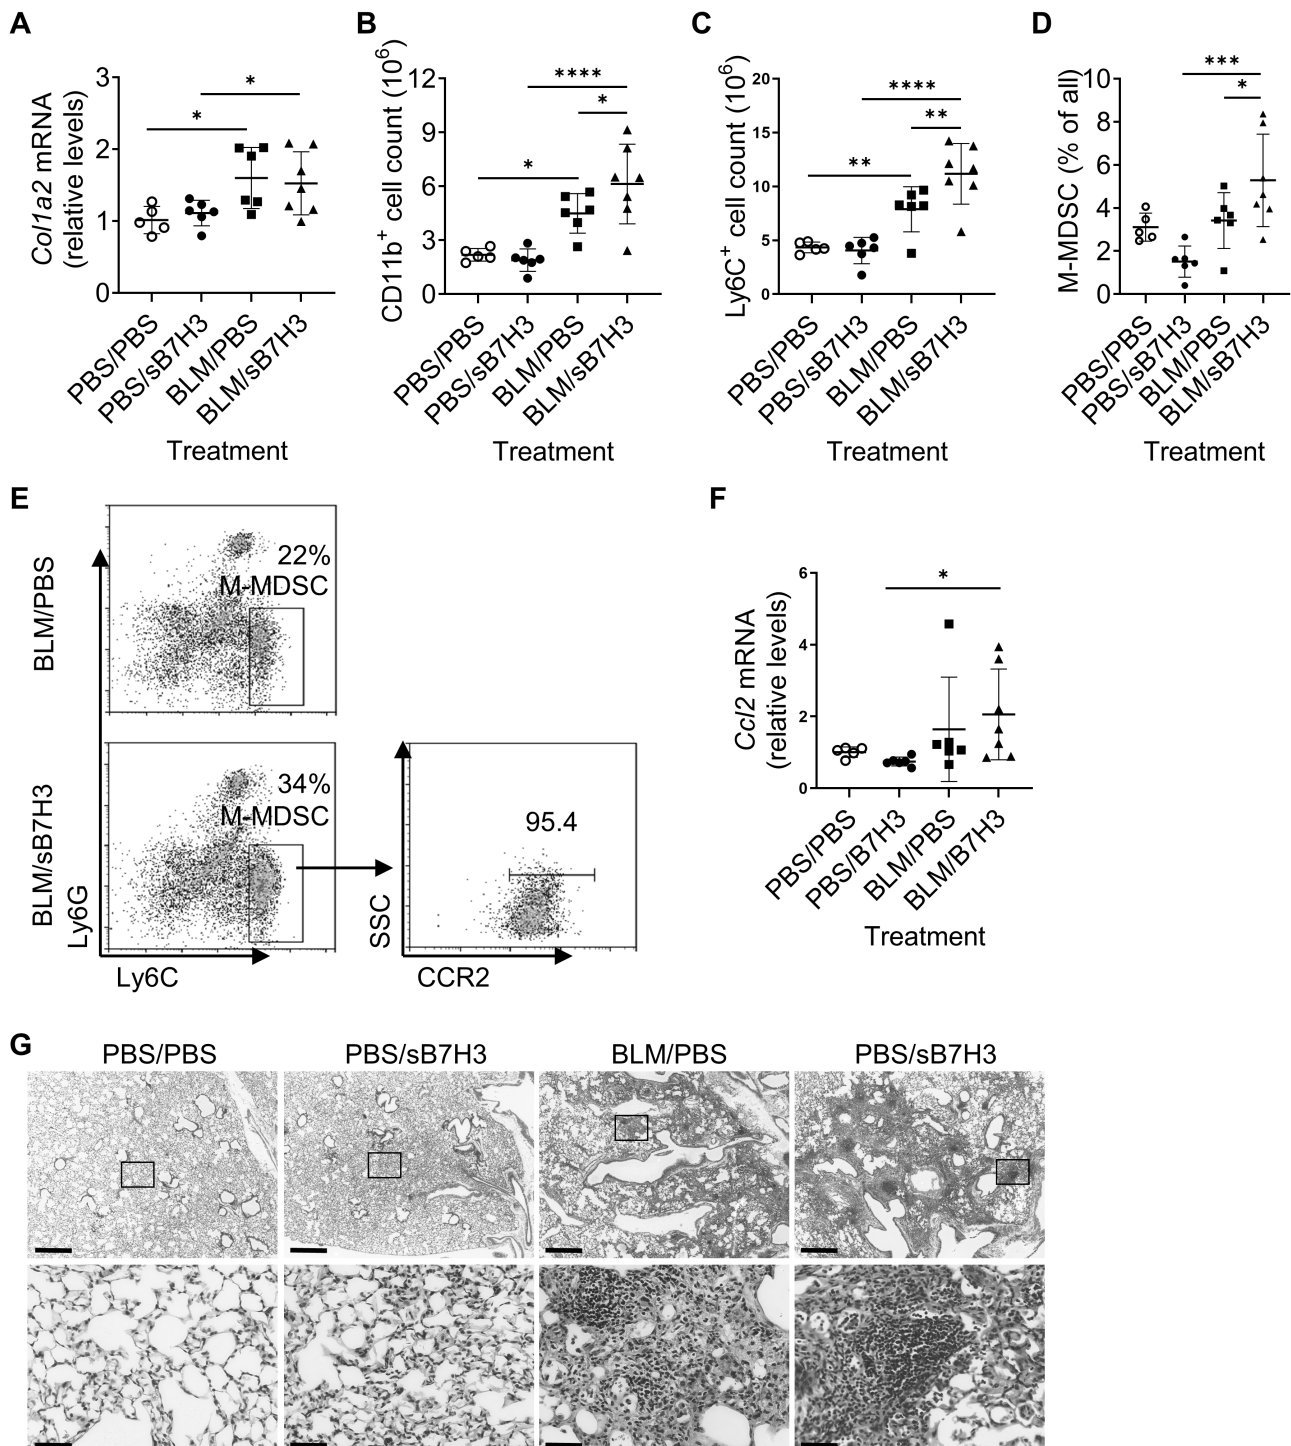 A
Col1a2 mRNA
(relative levels)
3
2
1
0
*
*
PBS/PBS
PBS/sB7H3
BLM/PBS
BLM/sB7H3
Treatment
B
CD11b+ cell count (10^6)
12
9
6
3
0
****
*
*
PBS/PBS
PBS/sB7H3
BLM/PBS
BLM/sB7H3
Treatment
C
Ly6C+ cell count (10^6)
20
15
10
5
0
****
**
**
PBS/PBS
PBS/sB7H3
BLM/PBS
BLM/sB7H3
Treatment
D
M-MDSC (% of all)
10
8
6
4
2
0
***
*
PBS/PBS
PBS/sB7H3
BLM/PBS
BLM/sB7H3
Treatment
E
BLM/PBS
22%
M-MDSC
BLM/sB7H3
34%
M-MDSC
Ly6G
Ly6C
95.4
SSC
CCR2
F
Ccl2 mRNA
(relative levels)
6
4
2
0
*
PBS/PBS
PBS/B7H3
BLM/PBS
BLM/B7H3
Treatment
G
PBS/PBS
PBS/sB7H3
BLM/PBS
PBS/sB7H3